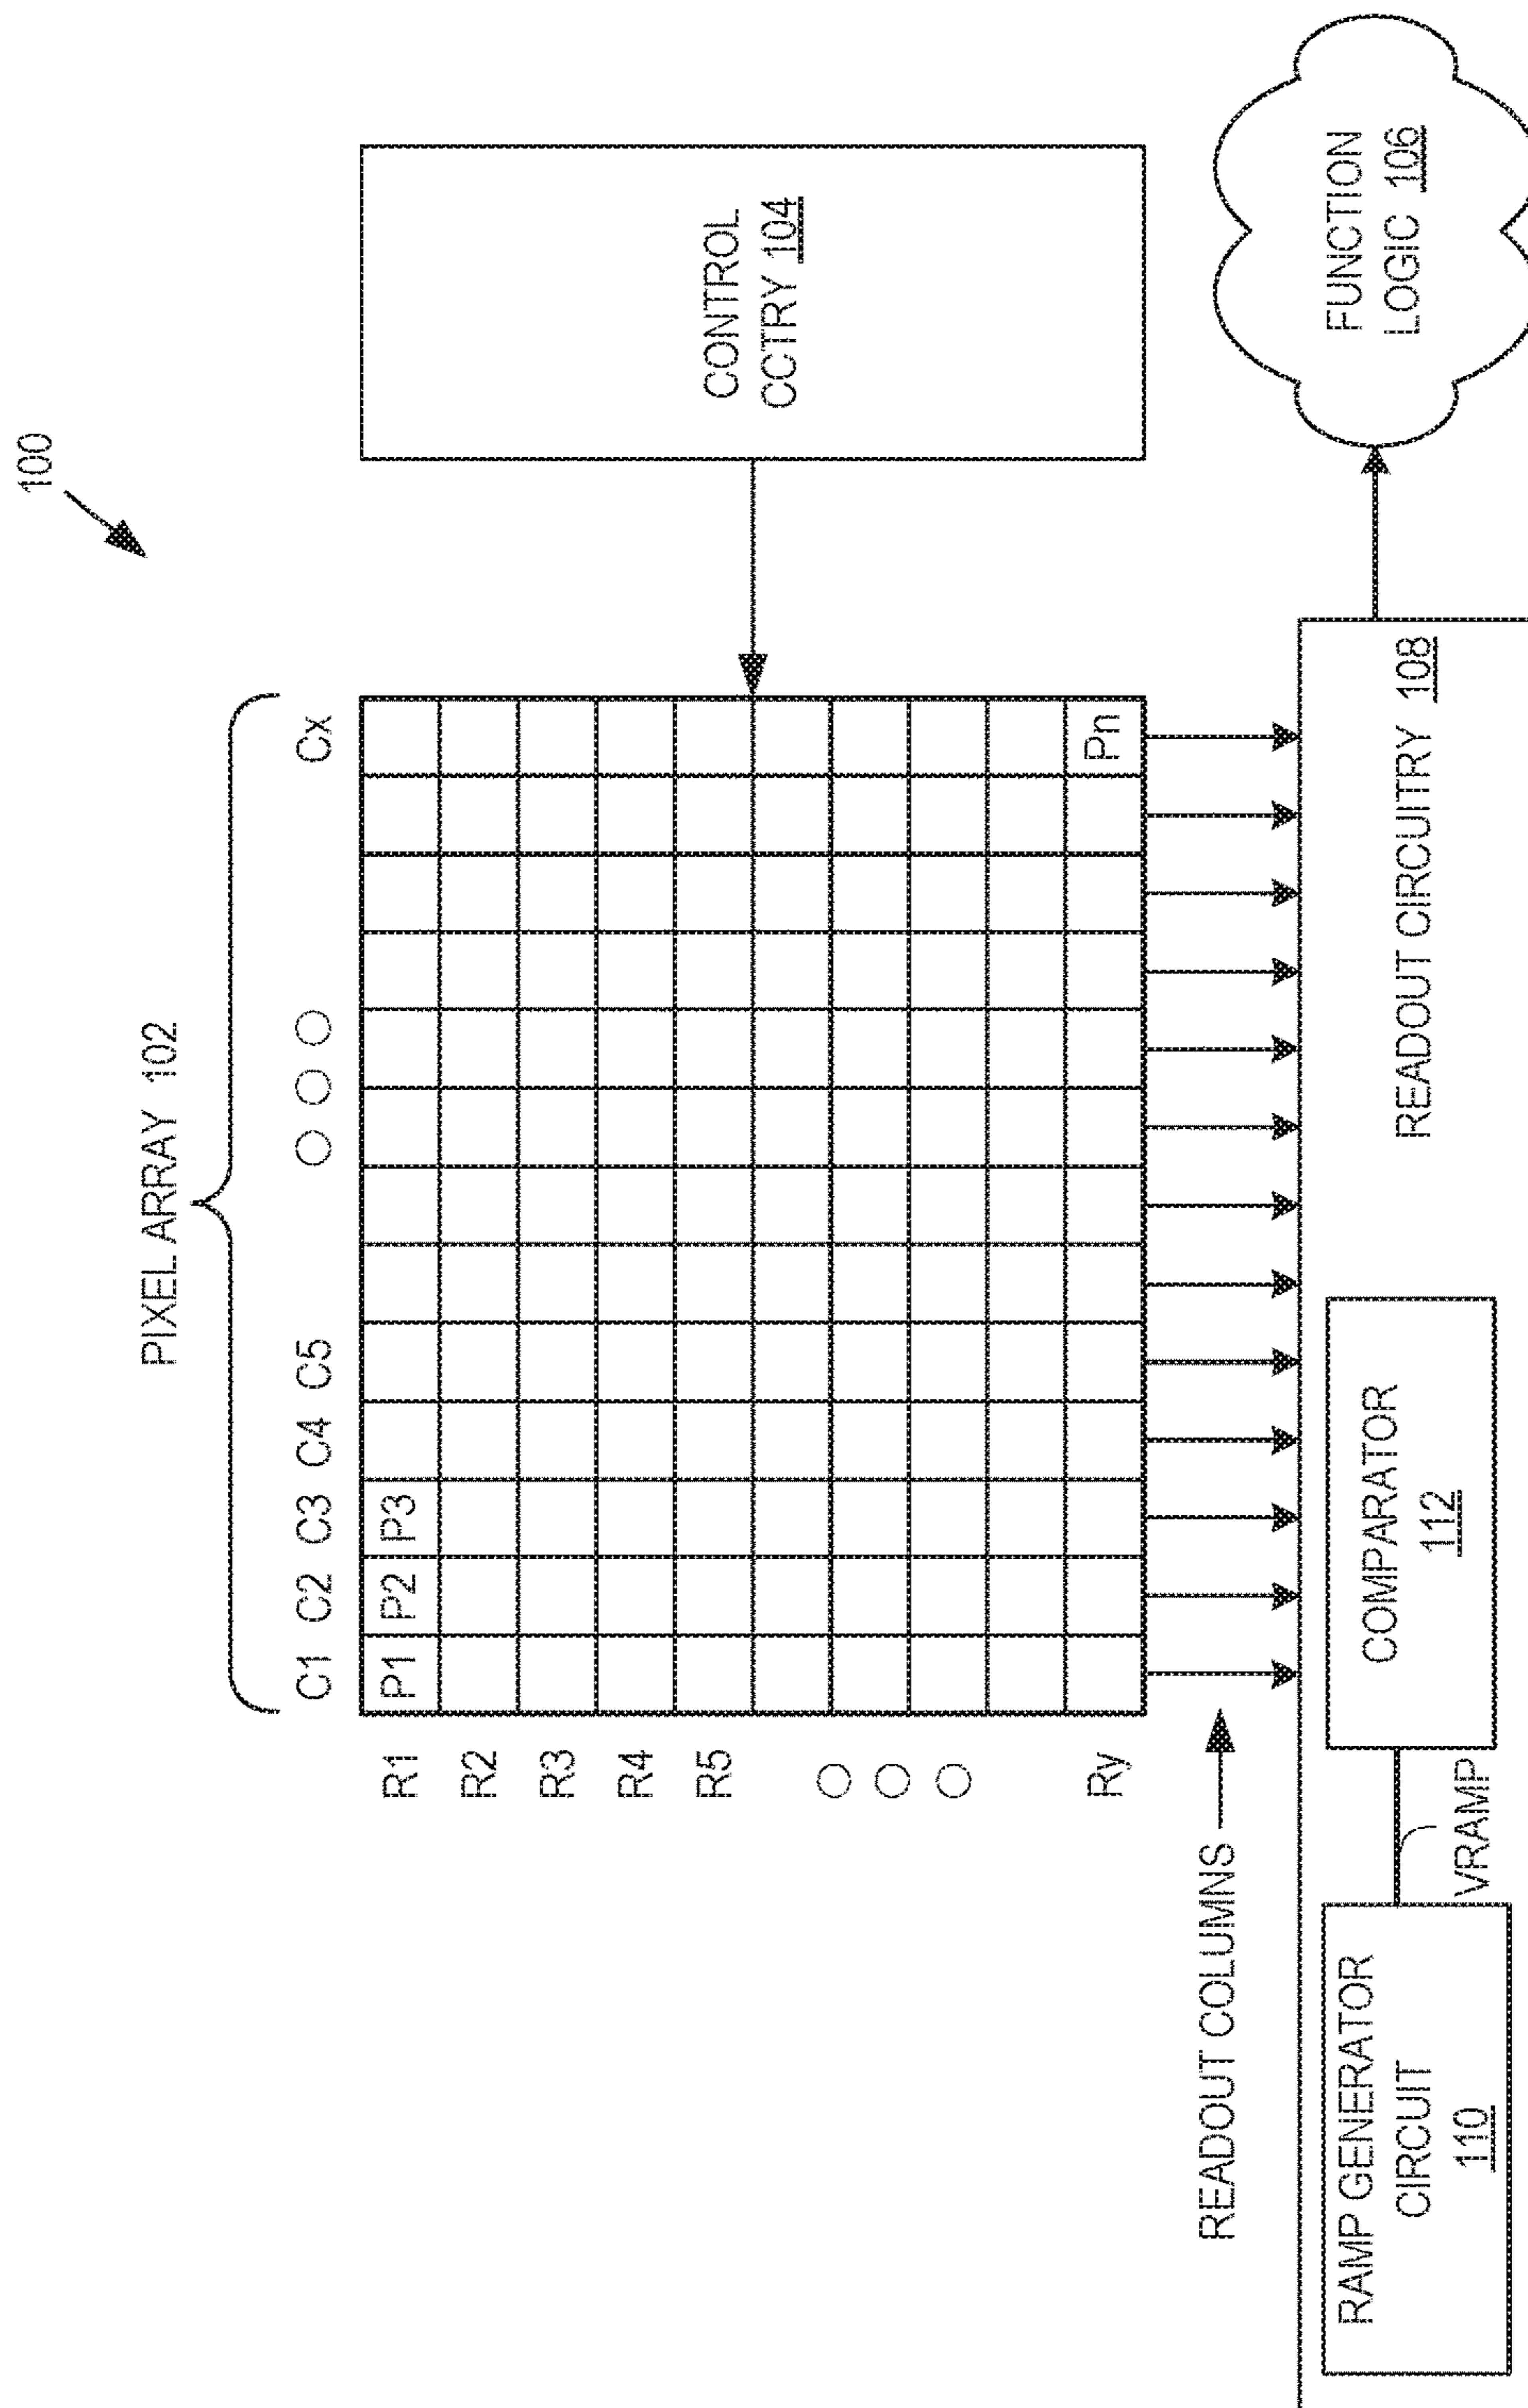 100
PIXEL ARRAY 102
C1 C2 C3 C4 C5 Cx
R1 P1 P2 P3
R2
R3
R4
R5
Ry Pn
CONTROL
CCTRY 104
READOUT COLUMNS
RAMP GENERATOR
CIRCUIT
110
VRAMP
COMPARATOR
112
READOUT CIRCUITRY 108
FUNCTION
LOGIC 106